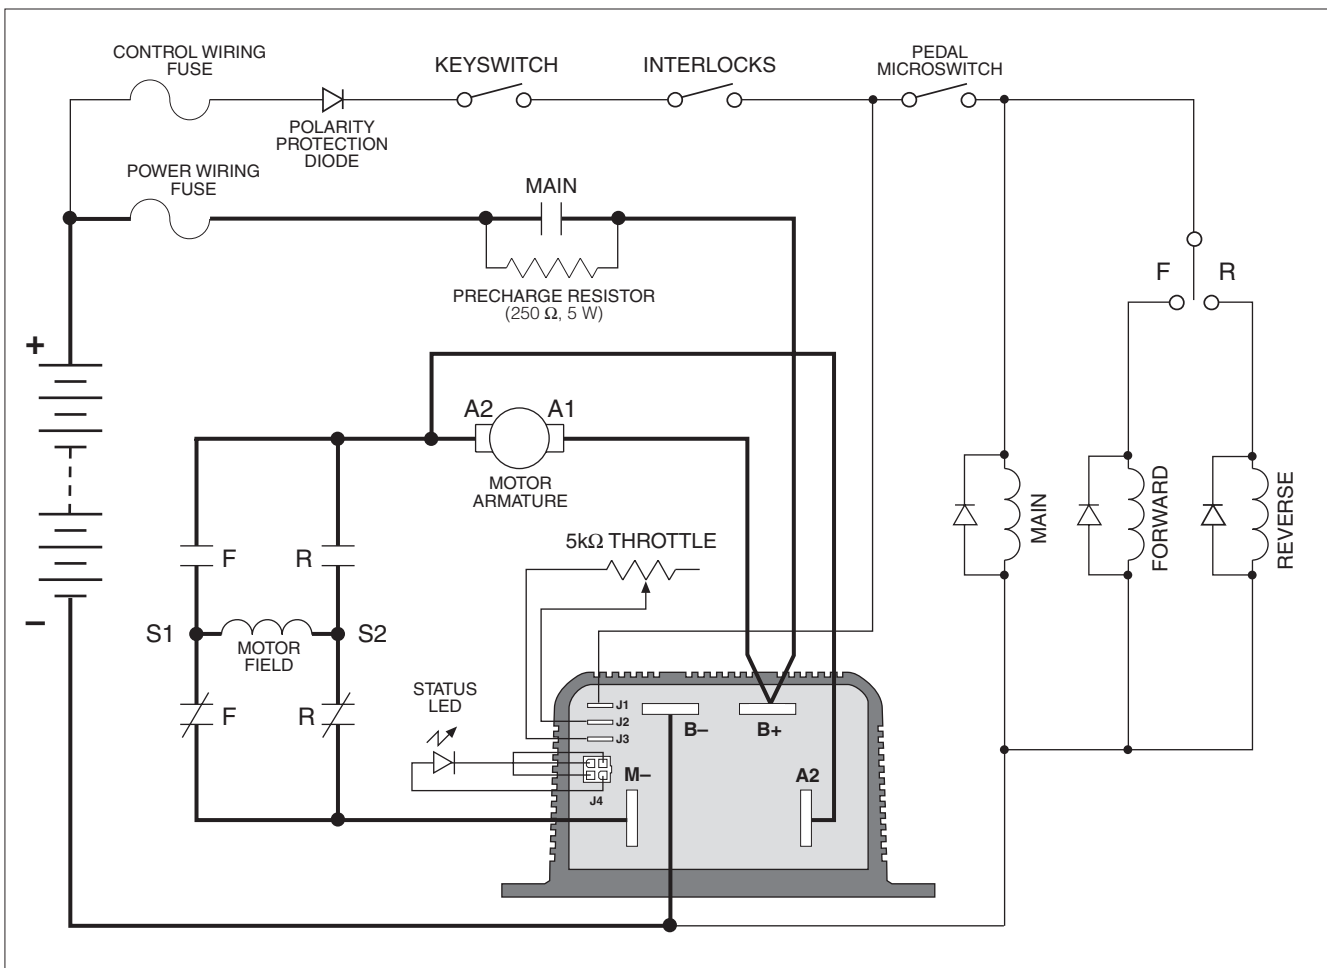 CONTROL WIRING
FUSE
KEYSWITCH
INTERLOCKS
PEDAL
MICROSWITCH
POLARITY
PROTECTION
DIODE
POWER WIRING
FUSE
MAIN
PRECHARGE RESISTOR
(250 Ω, 5 W)
F
R
+
–
A2
A1
MOTOR
ARMATURE
5kΩ THROTTLE
MAIN
FORWARD
REVERSE
F
R
S1
MOTOR
FIELD
S2
F
R
STATUS
LED
J1
J2
J3
J4
B–
B+
M–
A2